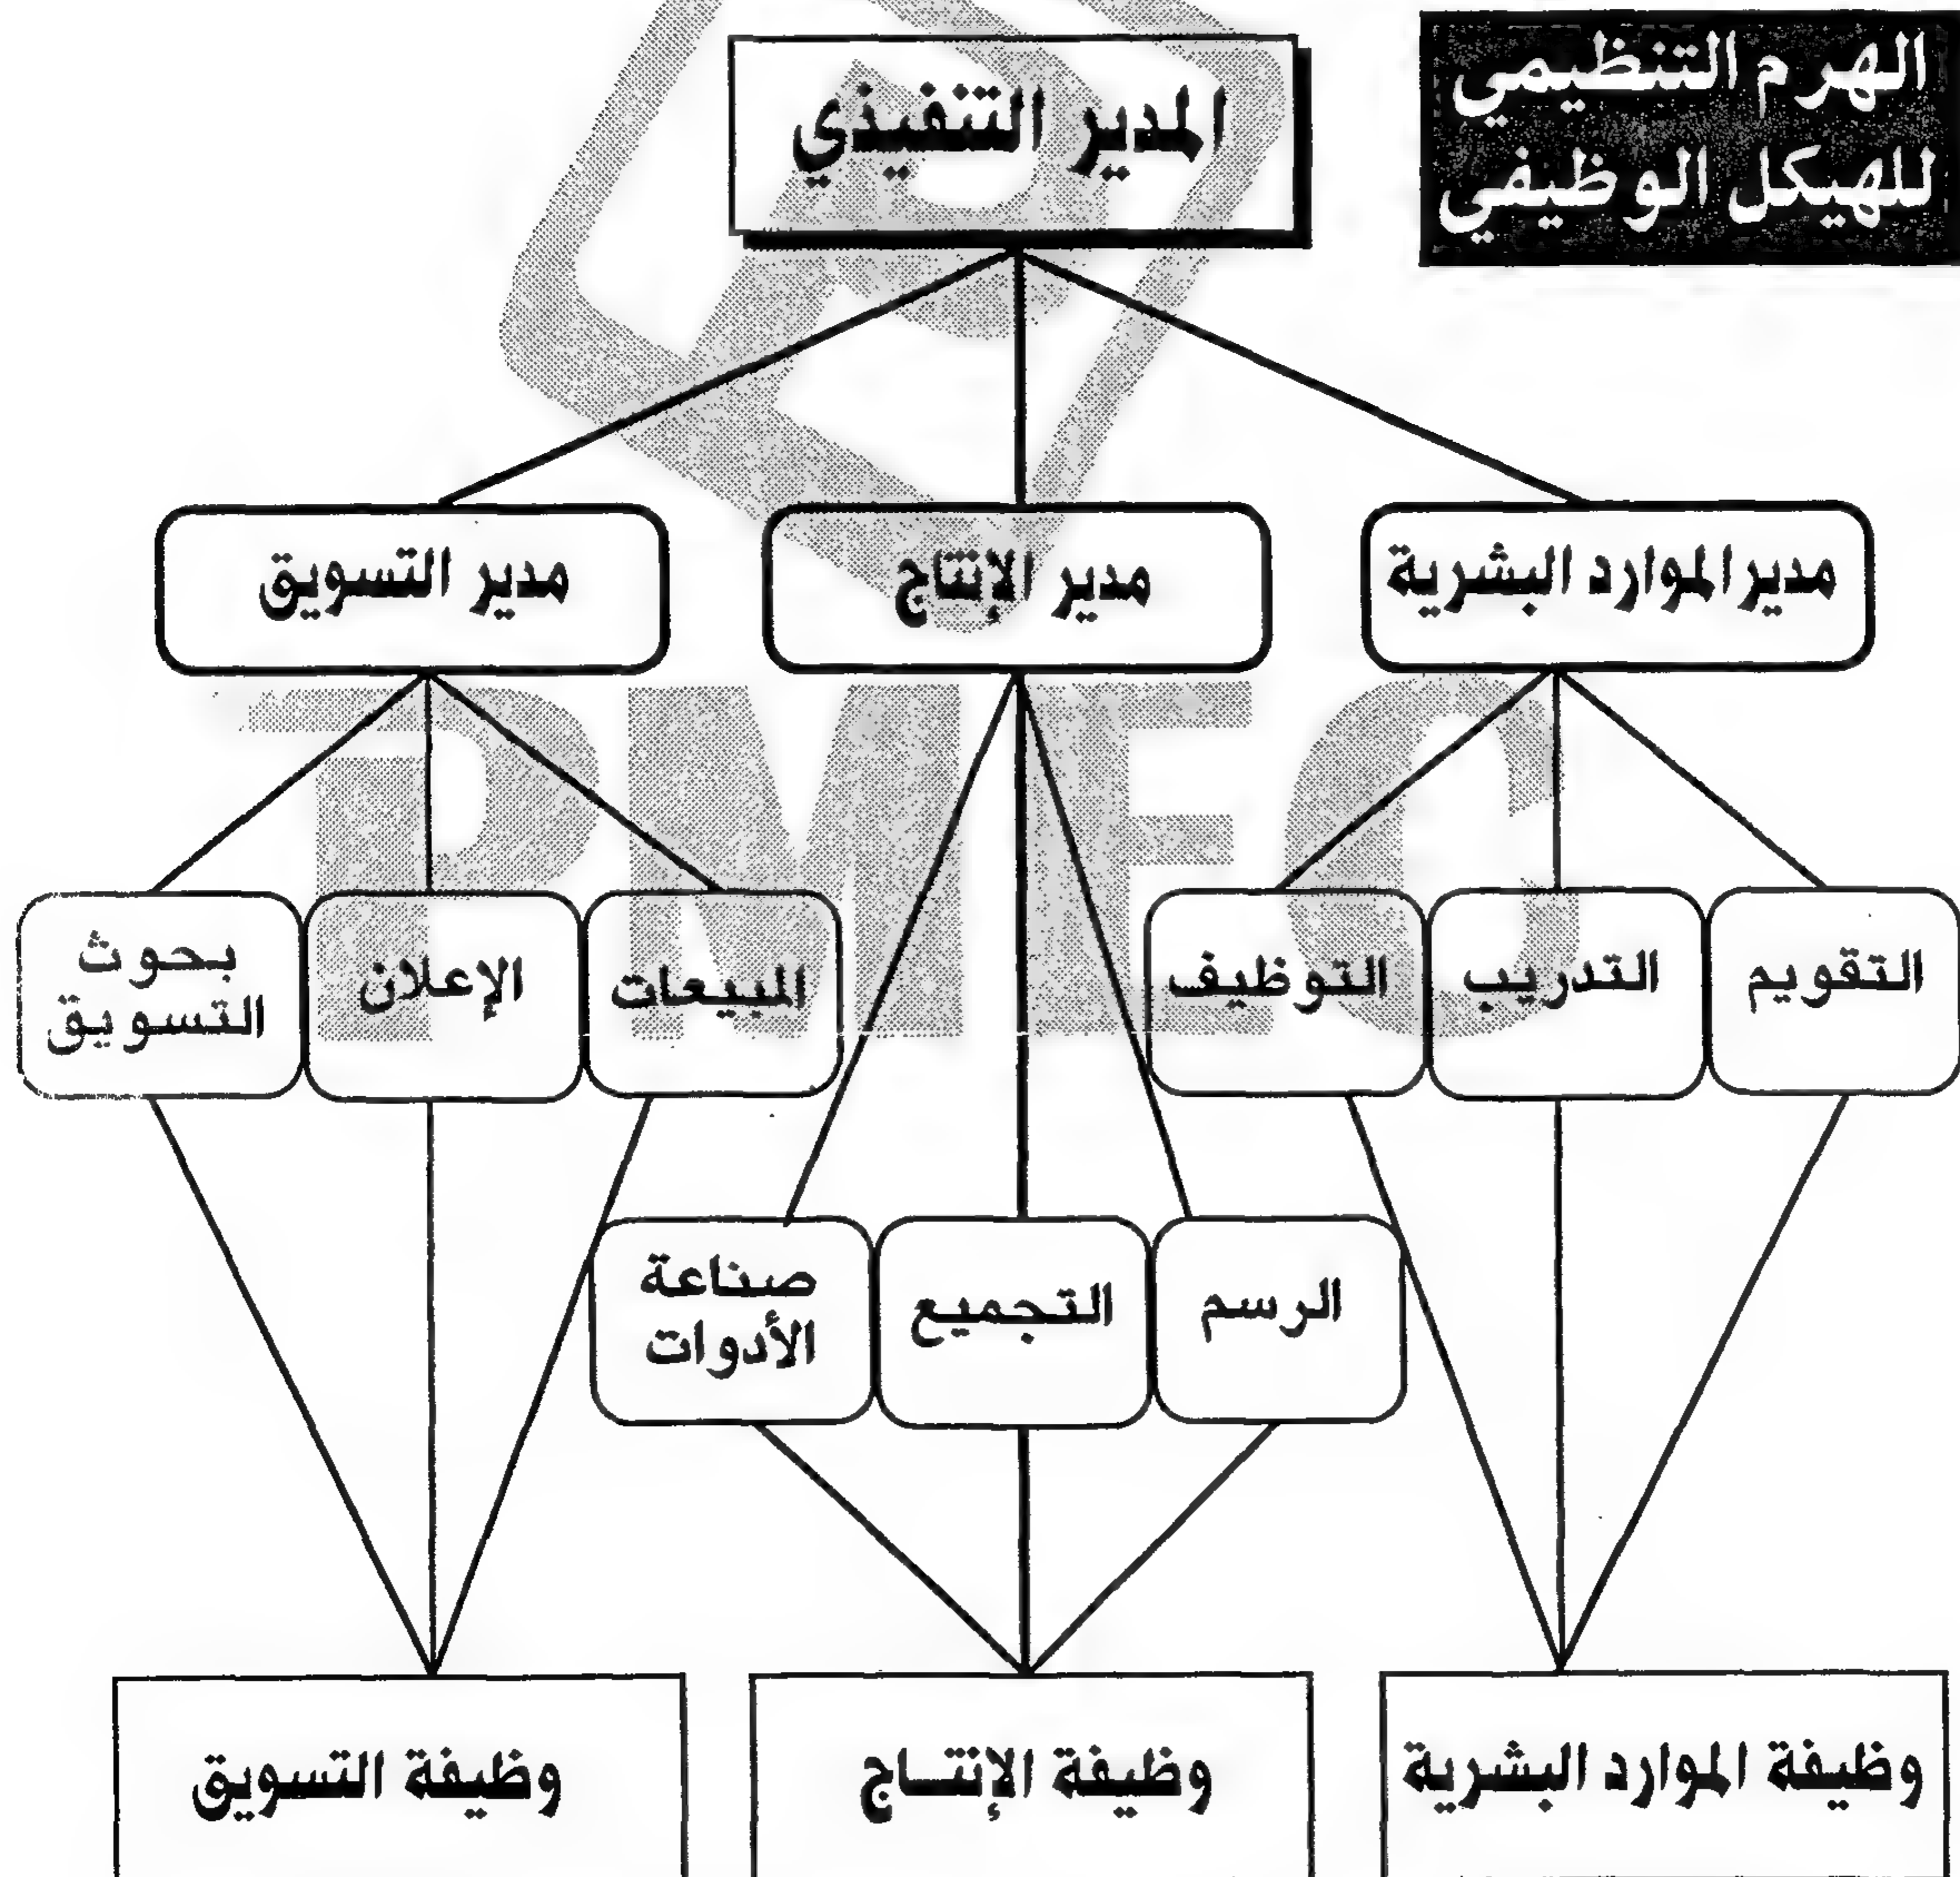 الهرم التنظيمي
للهيكل الوظيفي
المدير التنفيذي
مدير الموارد البشرية
مدير الإنتاج
مدير التسويق
التقويم
التدريب
التوظيف
المبيعات
الإعلان
بحوث
التسويق
الرسم
التجميع
صناعة
الأدوات
وظيفة الموارد البشرية
وظيفة الإنتاج
وظيفة التسويق
PMEC